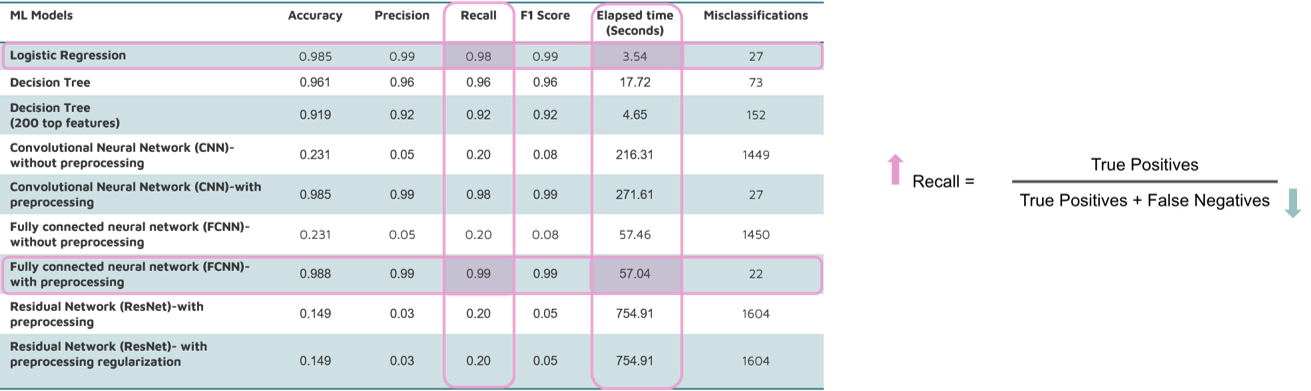 ML Models Accuracy Precision Recall F1 Score Elapsed time (Seconds) Misclassifications
Logistic Regression 0.985 0.99 0.98 0.99 3.54 27
Decision Tree 0.961 0.96 0.96 0.96 17.72 73
Decision Tree
(200 top features) 0.919 0.92 0.92 0.92 4.65 152
Convolutional Neural Network (CNN)-
without preprocessing 0.231 0.05 0.20 0.08 216.31 1449
Convolutional Neural Network (CNN)-with
preprocessing 0.985 0.99 0.98 0.99 271.61 27
Fully connected neural network (FCNN)-
without preprocessing 0.231 0.05 0.20 0.08 57.46 1450
Fully connected neural network (FCNN)-
with preprocessing 0.988 0.99 0.99 0.99 57.04 22
Residual Network (ResNet)-with
preprocessing 0.149 0.03 0.20 0.05 754.91 1604
Residual Network (ResNet)- with
preprocessing regularization 0.149 0.03 0.20 0.05 754.91 1604
Recall =
True Positives
True Positives + False Negatives